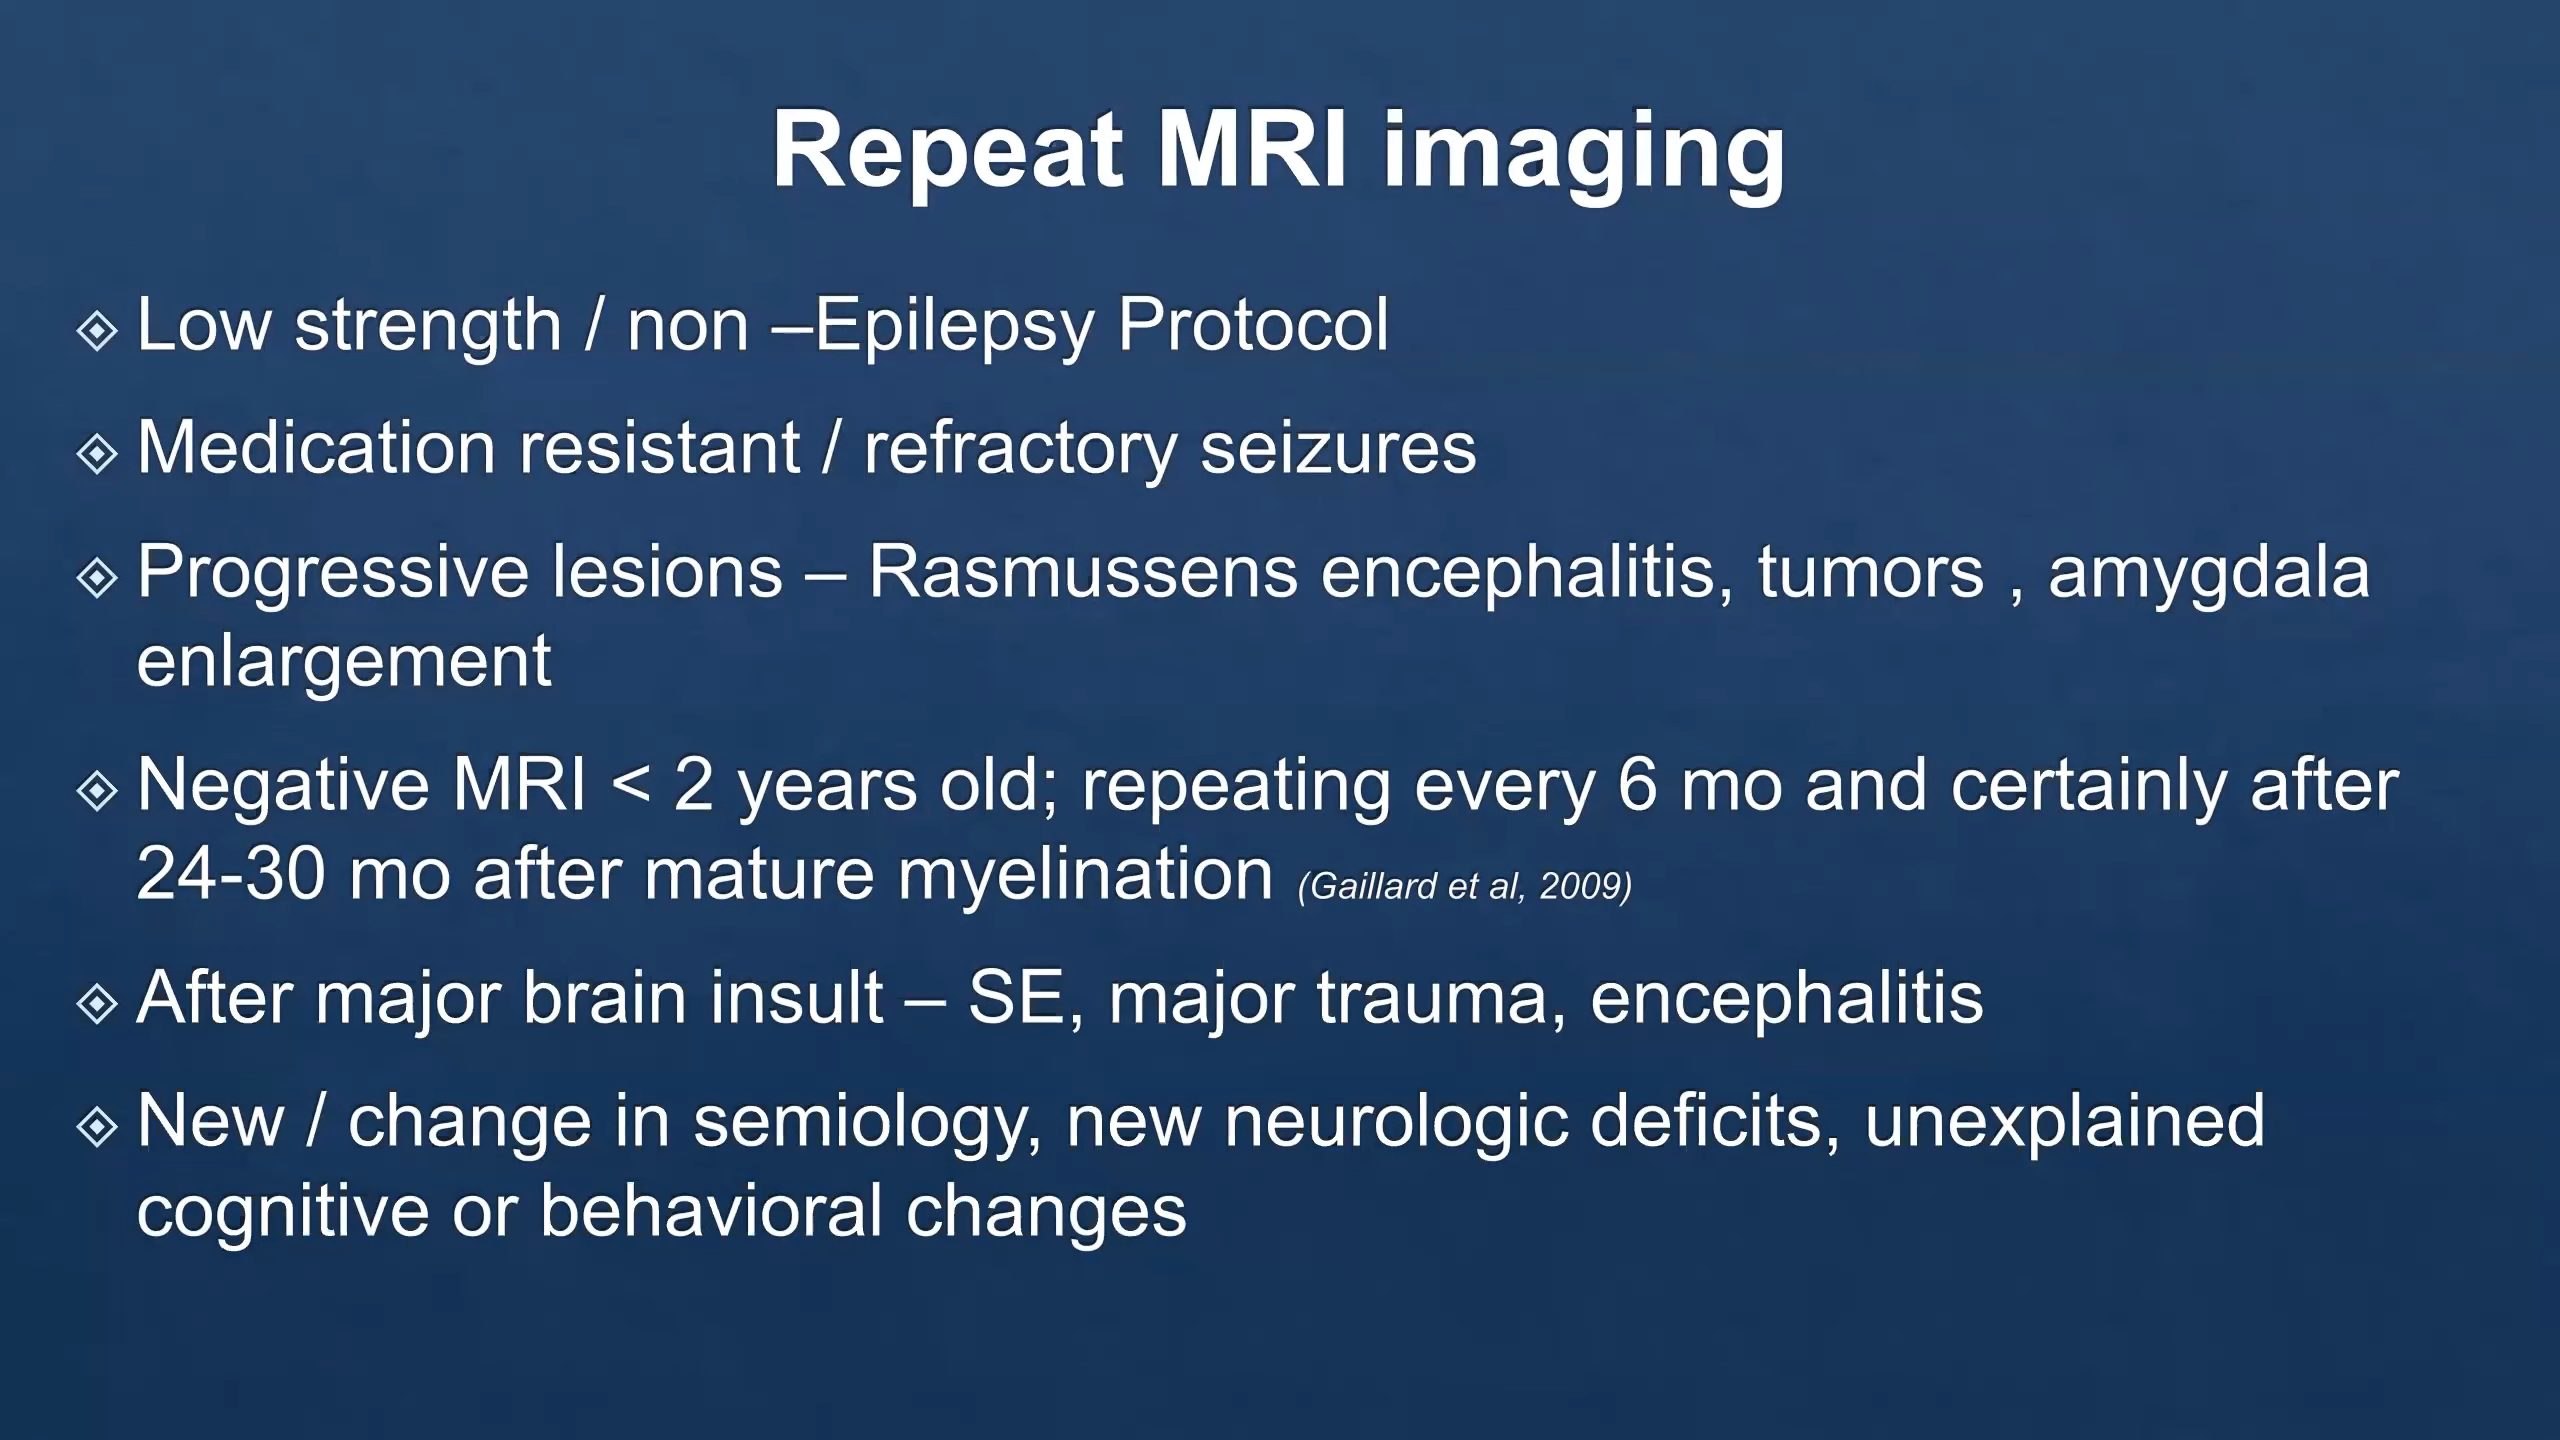 Repeat MRI imaging
Low strength / non –Epilepsy Protocol
Medication resistant / refractory seizures
Progressive lesions – Rasmussens encephalitis, tumors , amygdala
enlargement
Negative MRI < 2 years old; repeating every 6 mo and certainly after
24-30 mo after mature myelination (Gaillard et al, 2009)
After major brain insult – SE, major trauma, encephalitis
New / change in semiology, new neurologic deficits, unexplained
cognitive or behavioral changes